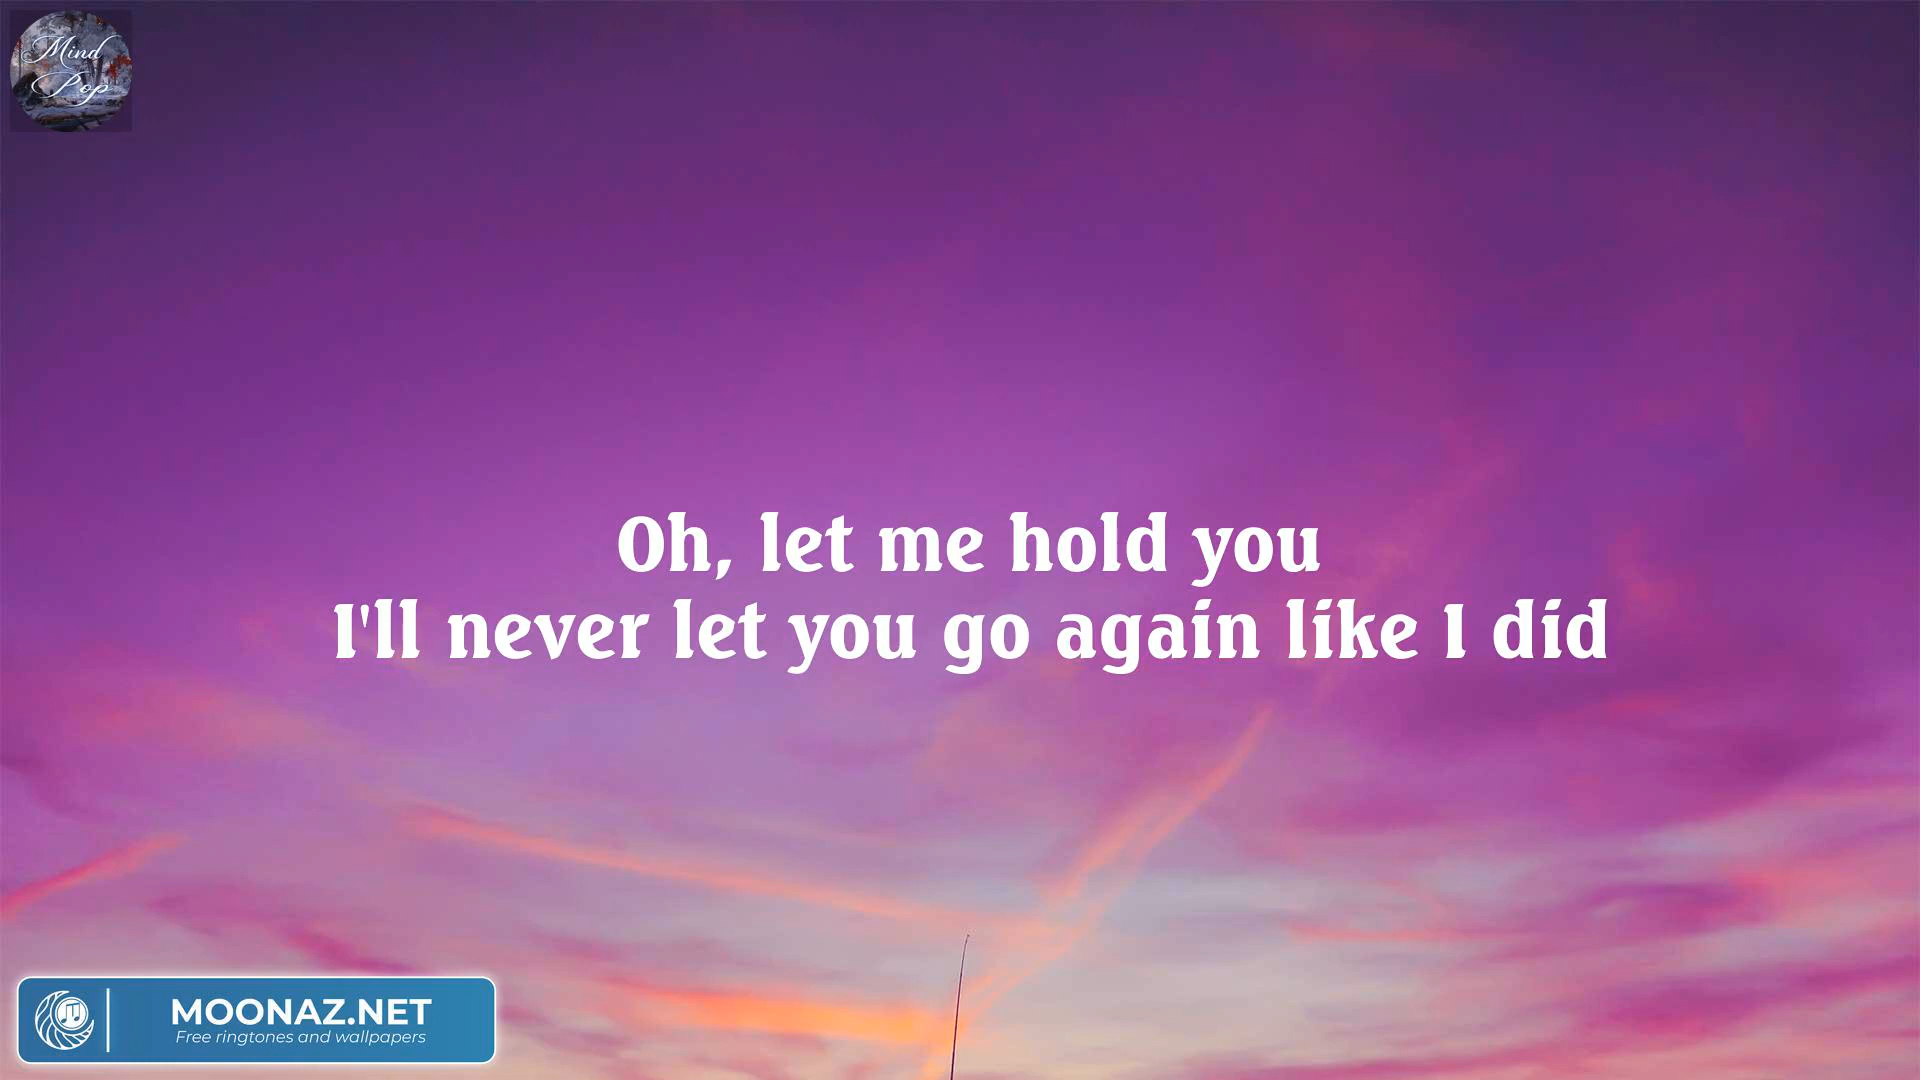 Mind
Pop
Oh, let me hold you
I'll never let you go again like I did
MOONAZ.NET
Free ringtones and wallpapers